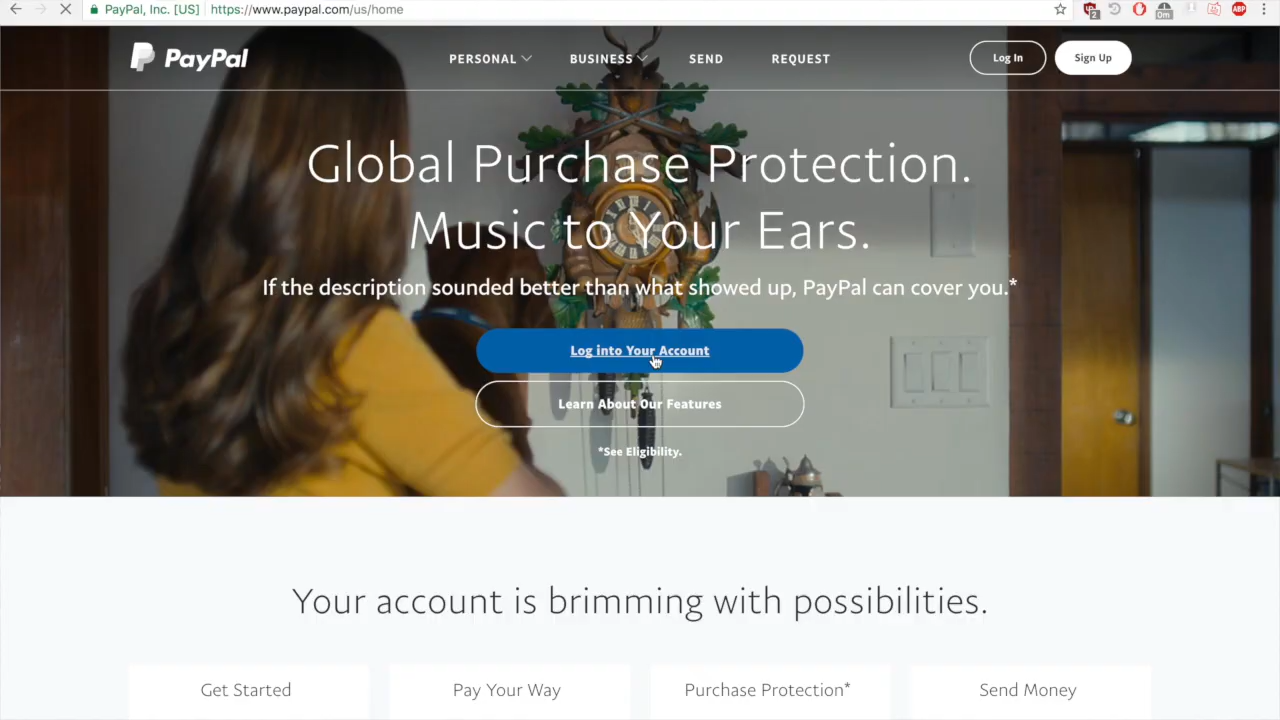 PayPal, Inc. [US] https://www.paypal.com/us/home
2
0m
ABP
PayPal
PERSONAL
BUSINESS
SEND
REQUEST
Log In
Sign Up
Global Purchase Protection.
Music to Your Ears.
If the description sounded better than what showed up, PayPal can cover you.*
Log into Your Account
Learn About Our Features
*See Eligibility.
Your account is brimming with possibilities.
Get Started
Pay Your Way
Purchase Protection*
Send Money